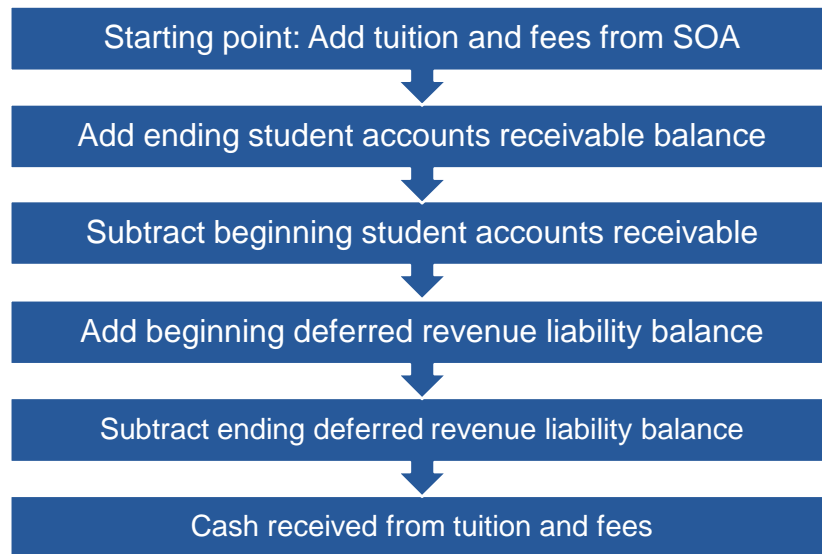 Starting point: Add tuition and fees from SOA
Add ending student accounts receivable balance
Subtract beginning student accounts receivable
Add beginning deferred revenue liability balance
Subtract ending deferred revenue liability balance
Cash received from tuition and fees